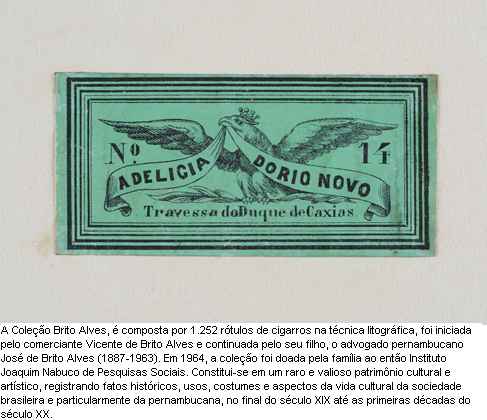 Nº 14
A DELICIA DO RIO NOVO
Travessa do Duque de Caxias
A Coleção Brito Alves, é composta por 1.252 rótulos de cigarros na técnica litográfica, foi iniciada
pelo comerciante Vicente de Brito Alves e continuada pelo seu filho, o advogado pernambucano
José de Brito Alves (1887-1963). Em 1964, a coleção foi doada pela família ao então Instituto
Joaquim Nabuco de Pesquisas Sociais. Constitui-se em um raro e valioso patrimônio cultural e
artístico, registrando fatos históricos, usos, costumes e aspectos da vida cultural da sociedade
brasileira e particularmente da pernambucana, no final do século XIX até as primeiras décadas do
século XX.